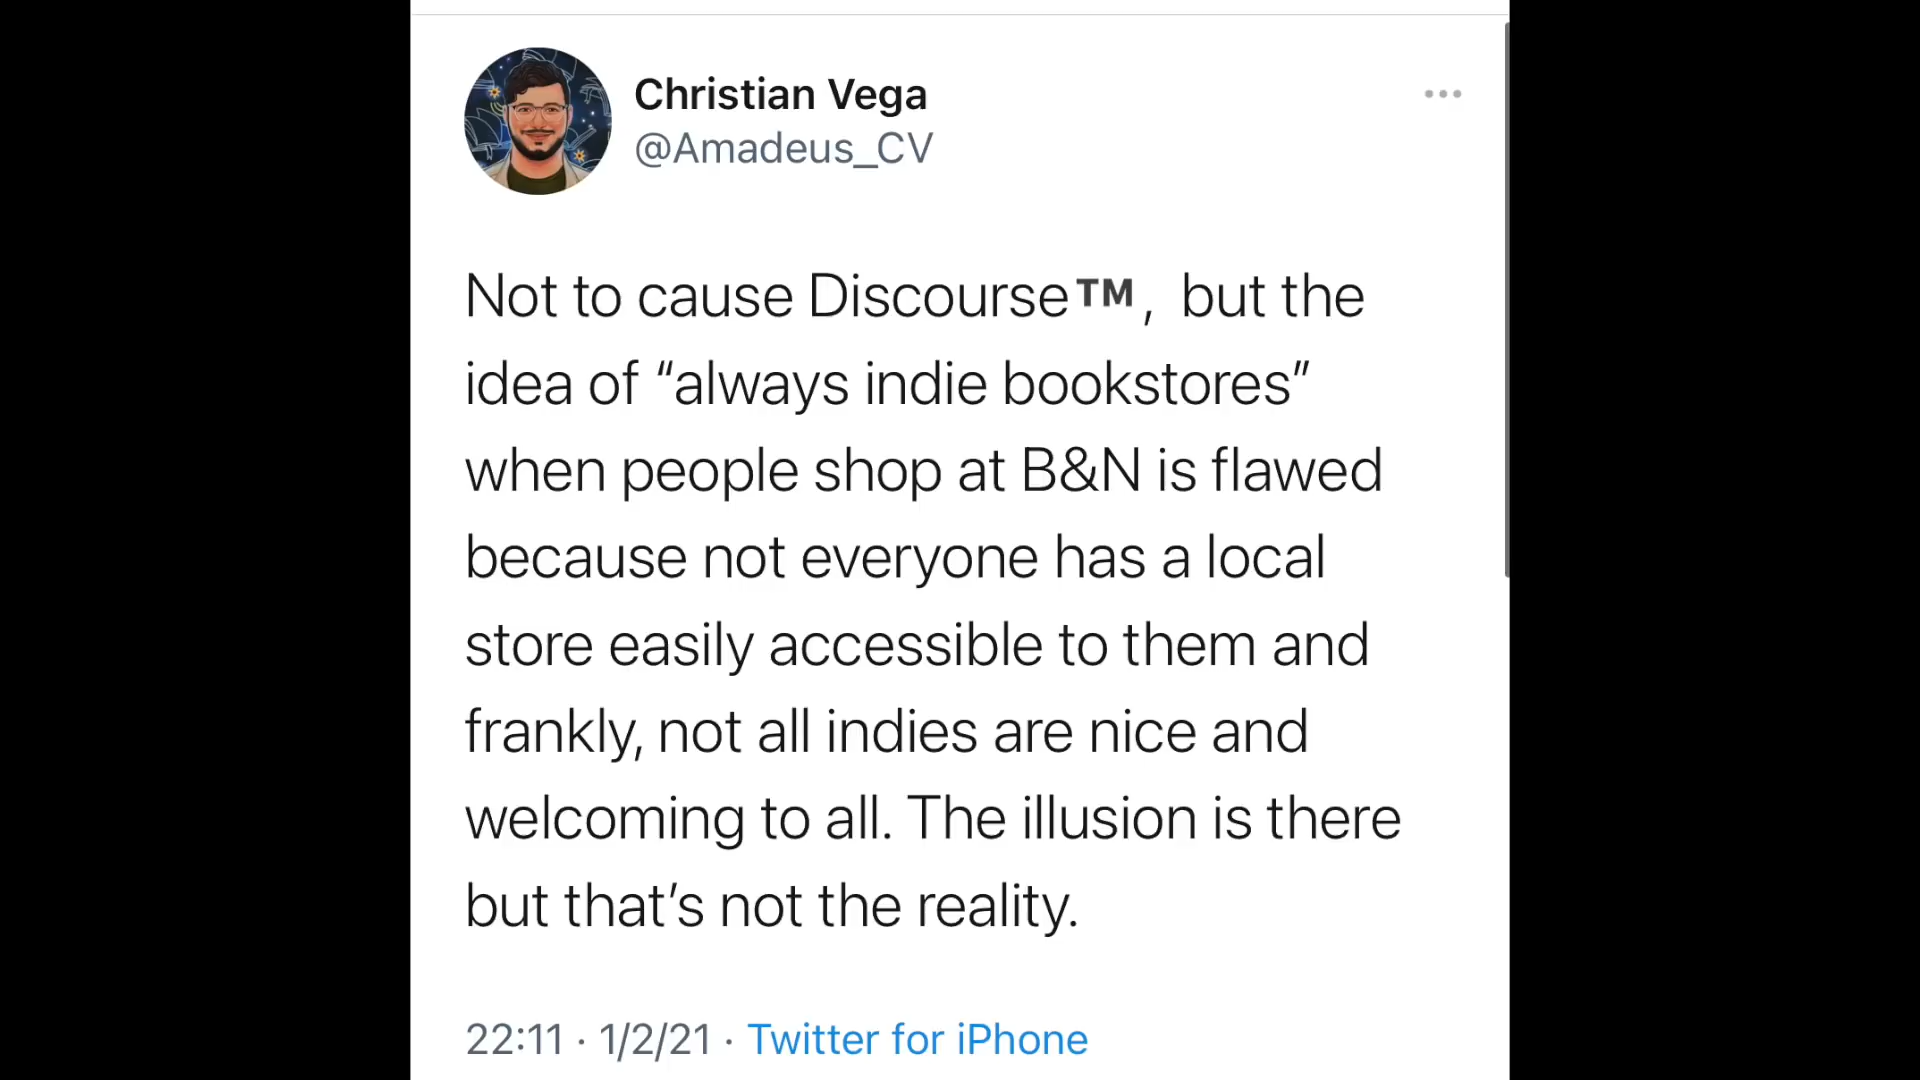 Christian Vega
@Amadeus_CV
Not to cause Discourse™️, but the
idea of “always indie bookstores”
when people shop at B&N is flawed
because not everyone has a local
store easily accessible to them and
frankly, not all indies are nice and
welcoming to all. The illusion is there
but that’s not the reality.
22:11 · 1/2/21 · Twitter for iPhone